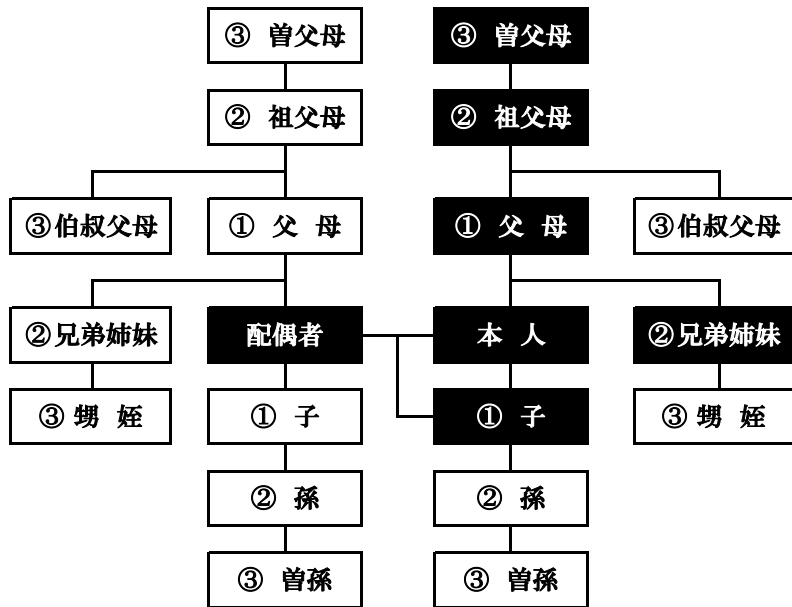 ③ 曽父母
③ 曽父母
② 祖父母
② 祖父母
③伯叔父母
① 父 母
① 父 母
③伯叔父母
②兄弟姉妹
配偶者
本 人
②兄弟姉妹
③ 甥 姪
① 子
① 子
③ 甥 姪
② 孫
② 孫
③ 曽孫
③ 曽孫